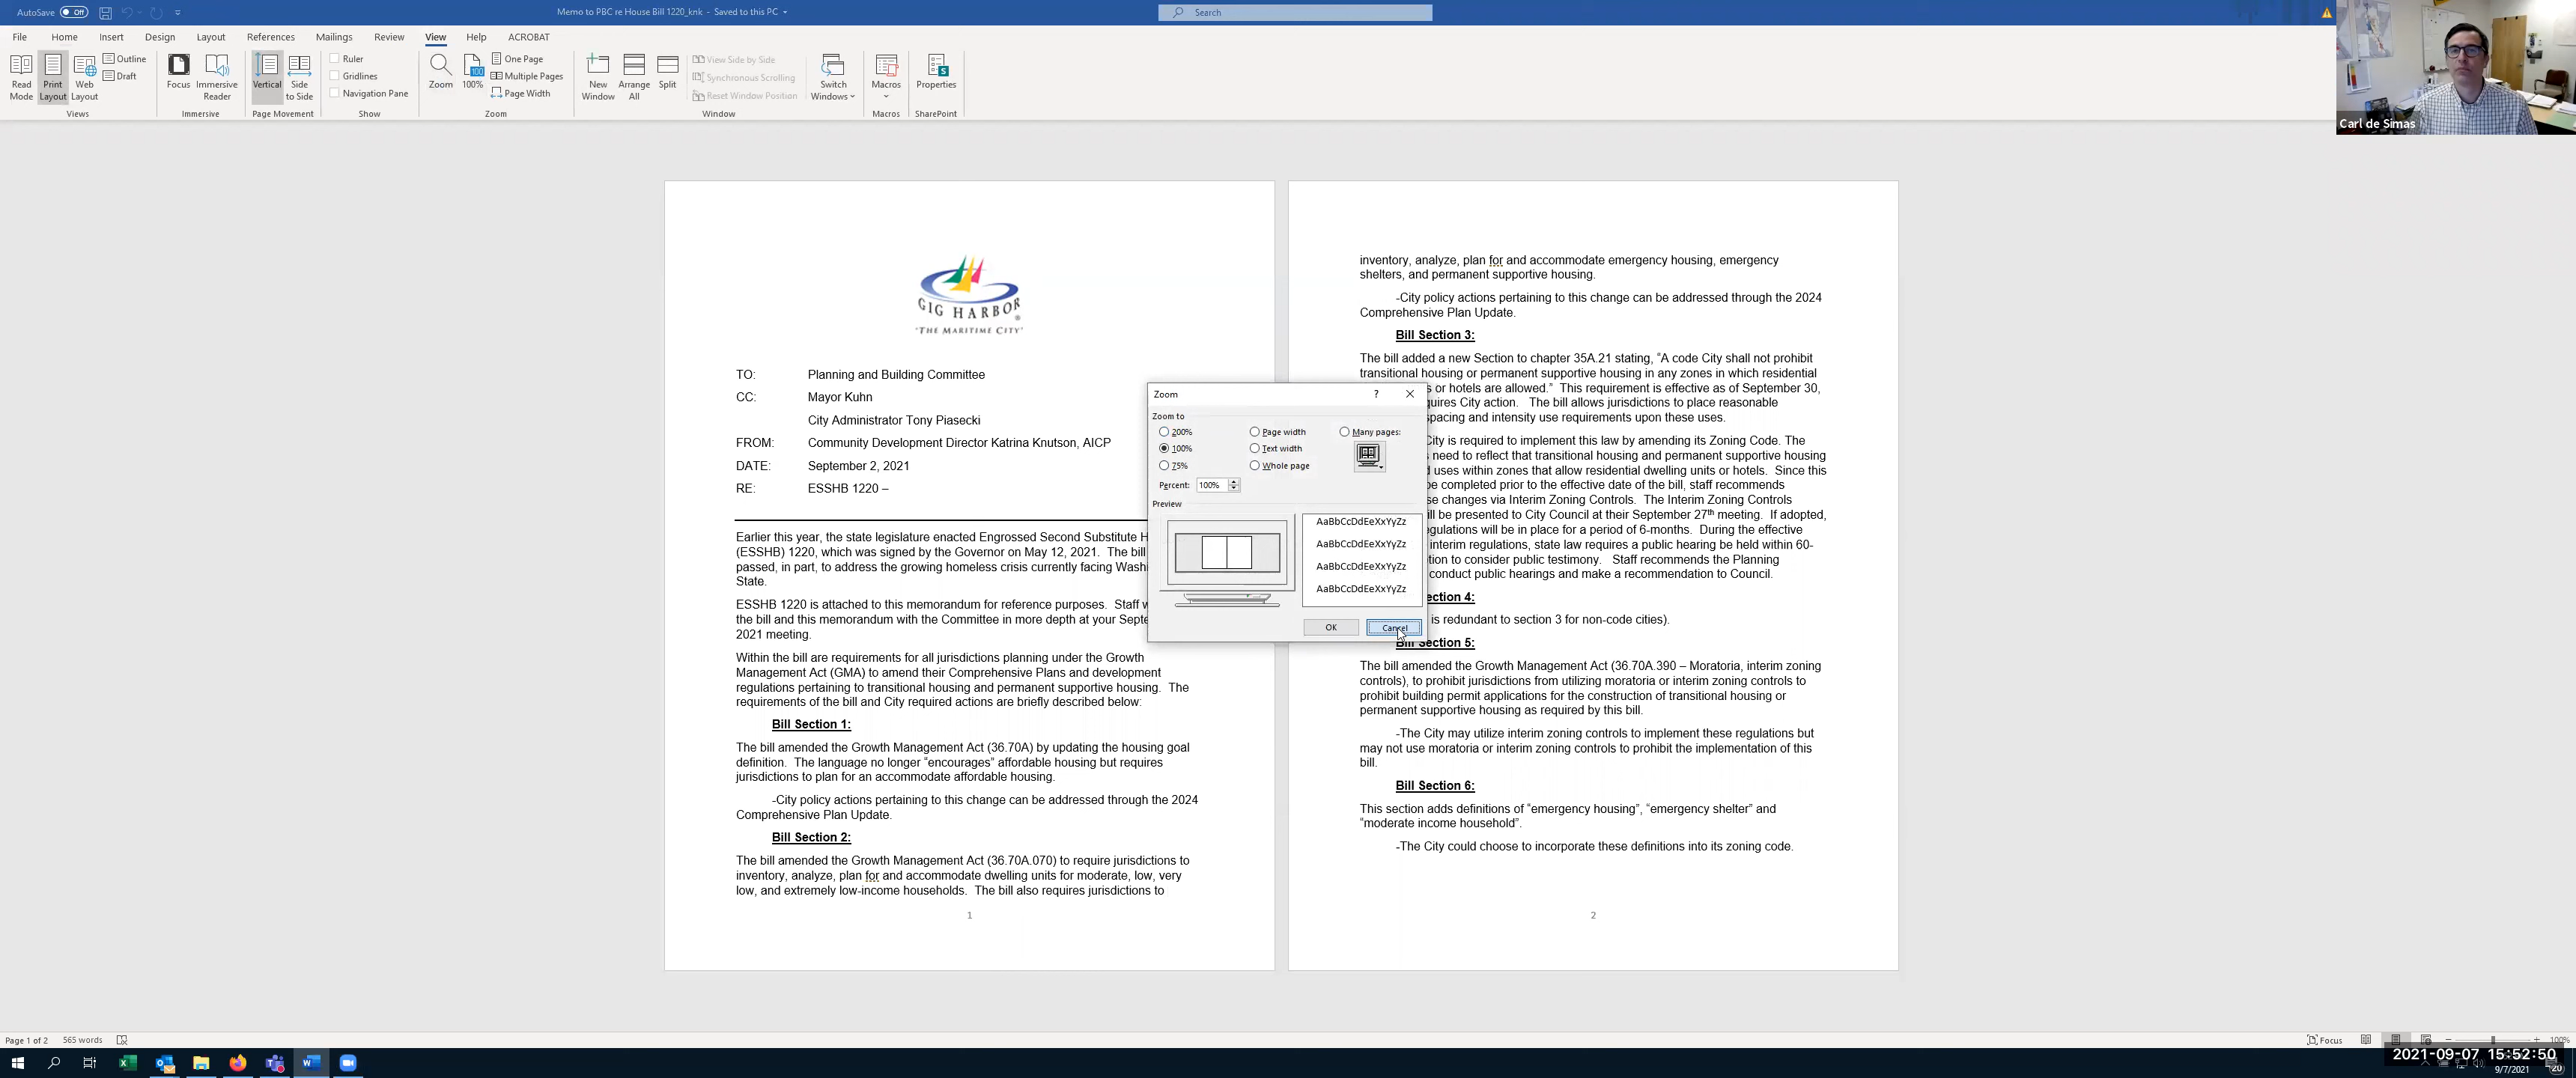 AutoSave Off Memo to PBC re House Bill 1220_knk - Saved to this PC Search
File Home Insert Design Layout References Mailings Review View Help ACROBAT
Read Mode
Print Layout
Web Layout
Outline
Draft
Views
Focus
Immersive Reader
Immersive
Vertical
Side to Side
Page Movement
Ruler
Gridlines
Navigation Pane
Show
Zoom
100
100%
One Page
Multiple Pages
Page Width
Zoom
New Window
Arrange All
Split
View Side by Side
Synchronous Scrolling
Reset Window Position
Window
Switch Windows
Macros
Macros
Properties
SharePoint
Carl de Simas
GIG HARBOR
"THE MARITIME CITY"
TO: Planning and Building Committee
CC: Mayor Kuhn
City Administrator Tony Piasecki
FROM: Community Development Director Katrina Knutson, AICP
DATE: September 2, 2021
RE: ESSHB 1220 –
Earlier this year, the state legislature enacted Engrossed Second Substitute H
(ESSHB) 1220, which was signed by the Governor on May 12, 2021. The bill
passed, in part, to address the growing homeless crisis currently facing Washi
State.
ESSHB 1220 is attached to this memorandum for reference purposes. Staff w
the bill and this memorandum with the Committee in more depth at your Septe
2021 meeting.
Within the bill are requirements for all jurisdictions planning under the Growth
Management Act (GMA) to amend their Comprehensive Plans and development
regulations pertaining to transitional housing and permanent supportive housing. The
requirements of the bill and City required actions are briefly described below:
Bill Section 1:
The bill amended the Growth Management Act (36.70A) by updating the housing goal
definition. The language no longer “encourages” affordable housing but requires
jurisdictions to plan for an accommodate affordable housing.
-City policy actions pertaining to this change can be addressed through the 2024
Comprehensive Plan Update.
Bill Section 2:
The bill amended the Growth Management Act (36.70A.070) to require jurisdictions to
inventory, analyze, plan for and accommodate dwelling units for moderate, low, very
low, and extremely low-income households. The bill also requires jurisdictions to
1
inventory, analyze, plan for and accommodate emergency housing, emergency
shelters, and permanent supportive housing.
-City policy actions pertaining to this change can be addressed through the 2024
Comprehensive Plan Update.
Bill Section 3:
The bill added a new Section to chapter 35A.21 stating, “A code City shall not prohibit
transitional housing or permanent supportive housing in any zones in which residential
s or hotels are allowed.” This requirement is effective as of September 30,
quires City action. The bill allows jurisdictions to place reasonable
spacing and intensity use requirements upon these uses.
City is required to implement this law by amending its Zoning Code. The
need to reflect that transitional housing and permanent supportive housing
d uses within zones that allow residential dwelling units or hotels. Since this
be completed prior to the effective date of the bill, staff recommends
se changes via Interim Zoning Controls. The Interim Zoning Controls
ill be presented to City Council at their September 27th meeting. If adopted,
egulations will be in place for a period of 6-months. During the effective
interim regulations, state law requires a public hearing be held within 60-
tion to consider public testimony. Staff recommends the Planning
conduct public hearings and make a recommendation to Council.
ection 4:
is redundant to section 3 for non-code cities).
Bill Section 5:
The bill amended the Growth Management Act (36.70A.390 – Moratoria, interim zoning
controls), to prohibit jurisdictions from utilizing moratoria or interim zoning controls to
prohibit building permit applications for the construction of transitional housing or
permanent supportive housing as required by this bill.
-The City may utilize interim zoning controls to implement these regulations but
may not use moratoria or interim zoning controls to prohibit the implementation of this
bill.
Bill Section 6:
This section adds definitions of “emergency housing”, “emergency shelter” and
“moderate income household”.
-The City could choose to incorporate these definitions into its zoning code.
2
Zoom ?
Zoom to
200% Page width Many pages:
100% Text width
75% Whole page
Percent: 100%
Preview
AaBbCcDdEeXxYyZz
AaBbCcDdEeXxYyZz
AaBbCcDdEeXxYyZz
AaBbCcDdEeXxYyZz
OK Cancel
Page 1 of 2 565 words Focus 100%
2021-09-07 15:52:50
9/7/2021 20